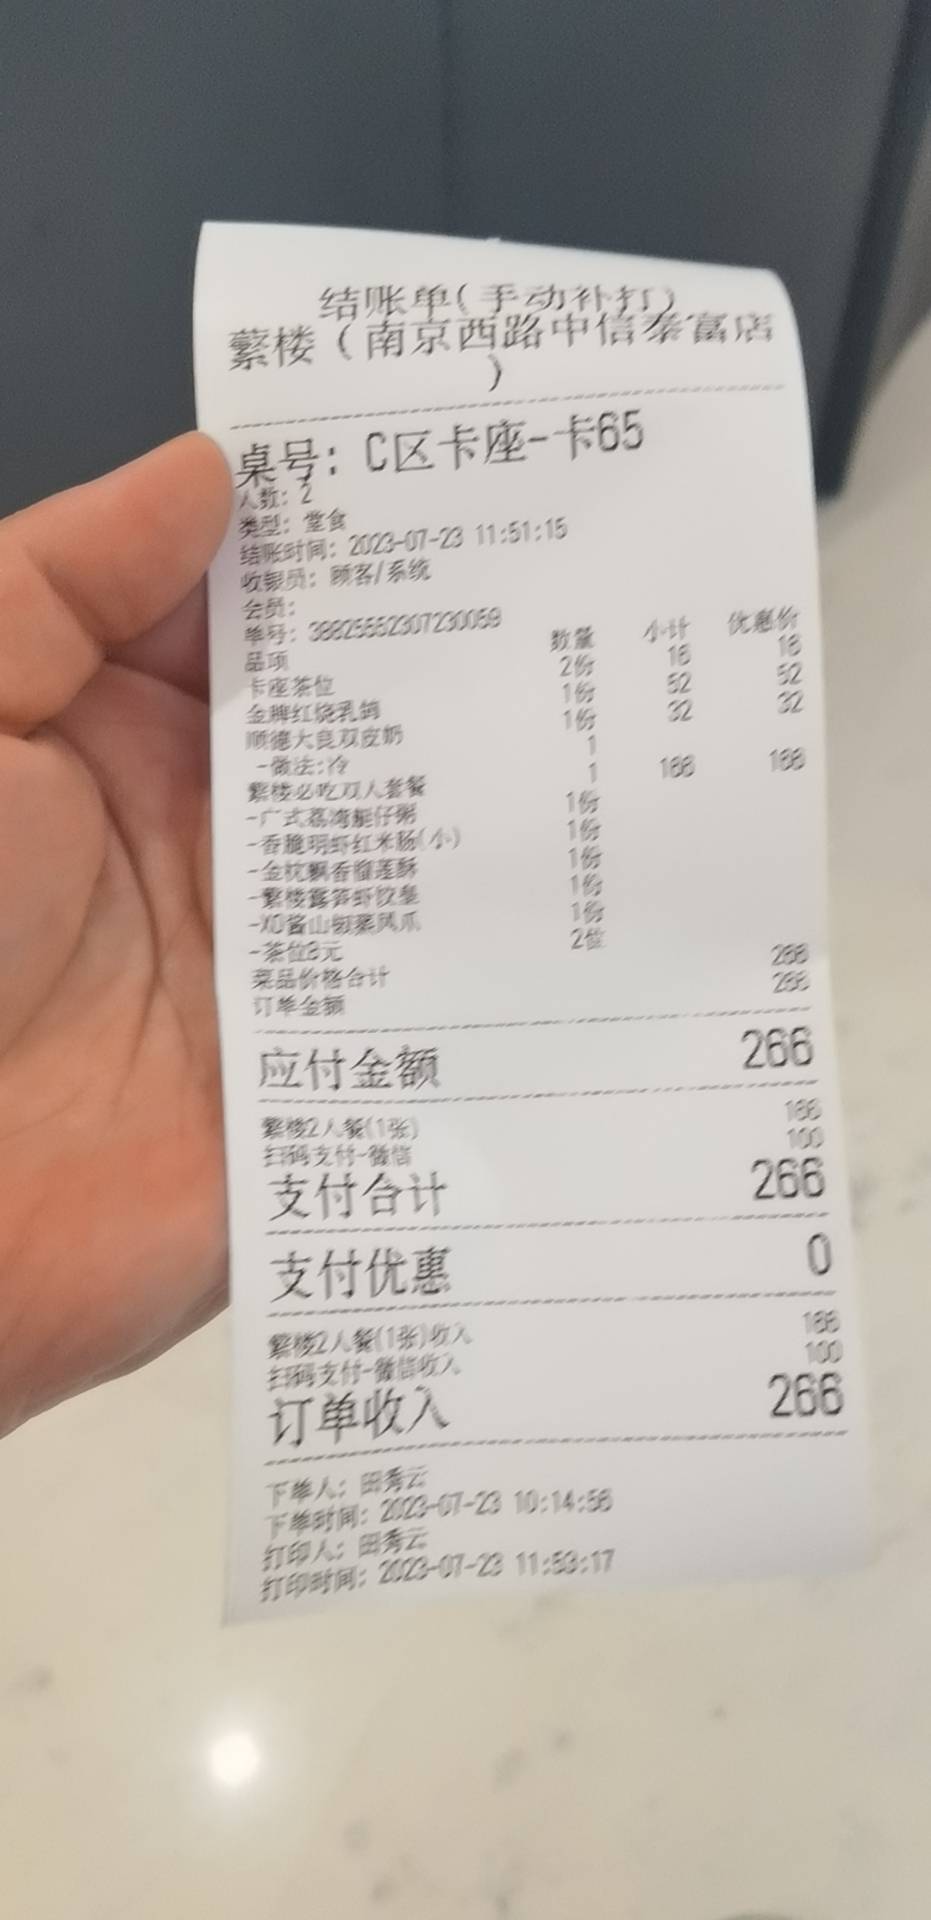 结账单(手动补打)
蘩楼（南京西路中信泰富店
）
桌号: C区卡座-卡65
人数: 2
类型: 堂食
结账时间: 2023-07-23 11:51:15
收银员: 顾客/系统
会员:
单号: 38825552307230059
品项 数量 小计 优惠价
卡座茶位 2份 16 16
金牌红烧乳鸽 1份 52 52
顺德大良双皮奶 1份 32 32
-做法:冷 1
蘩楼必吃双人套餐 1 166 166
-广式荔湾艇仔粥 1份
-香脆明虾红米肠(小) 1份
-金枕飘香榴莲酥 1份
-蘩楼露笋虾饺皇 1份
-XO酱山椒蒸凤爪 1份
-茶位8元 2位
菜品价格合计 266
订单金额 266
应付金额 266
蘩楼2人餐(1张) 166
扫码支付-微信 100
支付合计 266
支付优惠 0
蘩楼2人餐(1张)收入 166
扫码支付-微信收入 100
订单收入 266
下单人: 田秀云
下单时间: 2023-07-23 10:14:56
打印人: 田秀云
打印时间: 2023-07-23 11:53:17